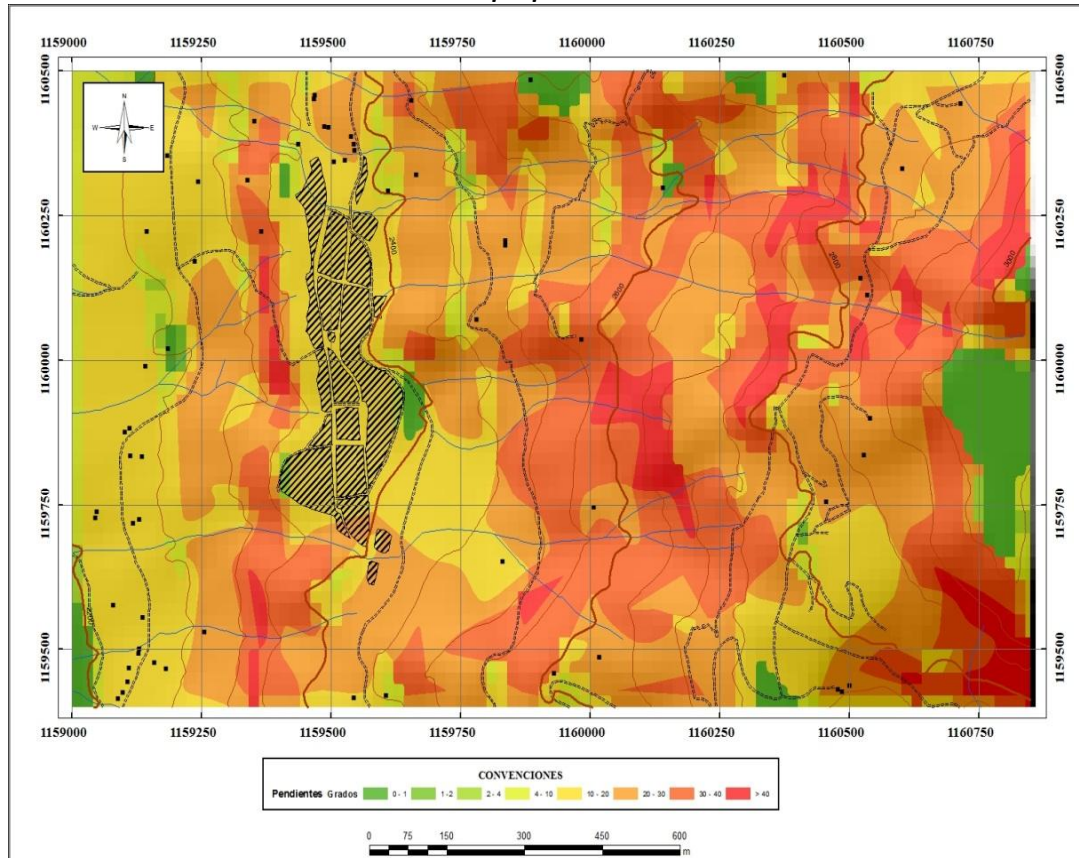 1159000 1159250 1159500 1159750 1160000 1160250 1160500 1160750
1160500 1160500
N
W E
S
1160250 1160250
2400
2600
2800
3000
1160000 1160000
1159750 1159750
1159500 1159500
1159000 1159250 1159500 1159750 1160000 1160250 1160500 1160750
CONVENCIONES
Pendientes Grados 0 - 1 1 - 2 2 - 4 4 - 10 10 - 20 20 - 30 30 - 40 > 40
0 75 150 300 450 600
m